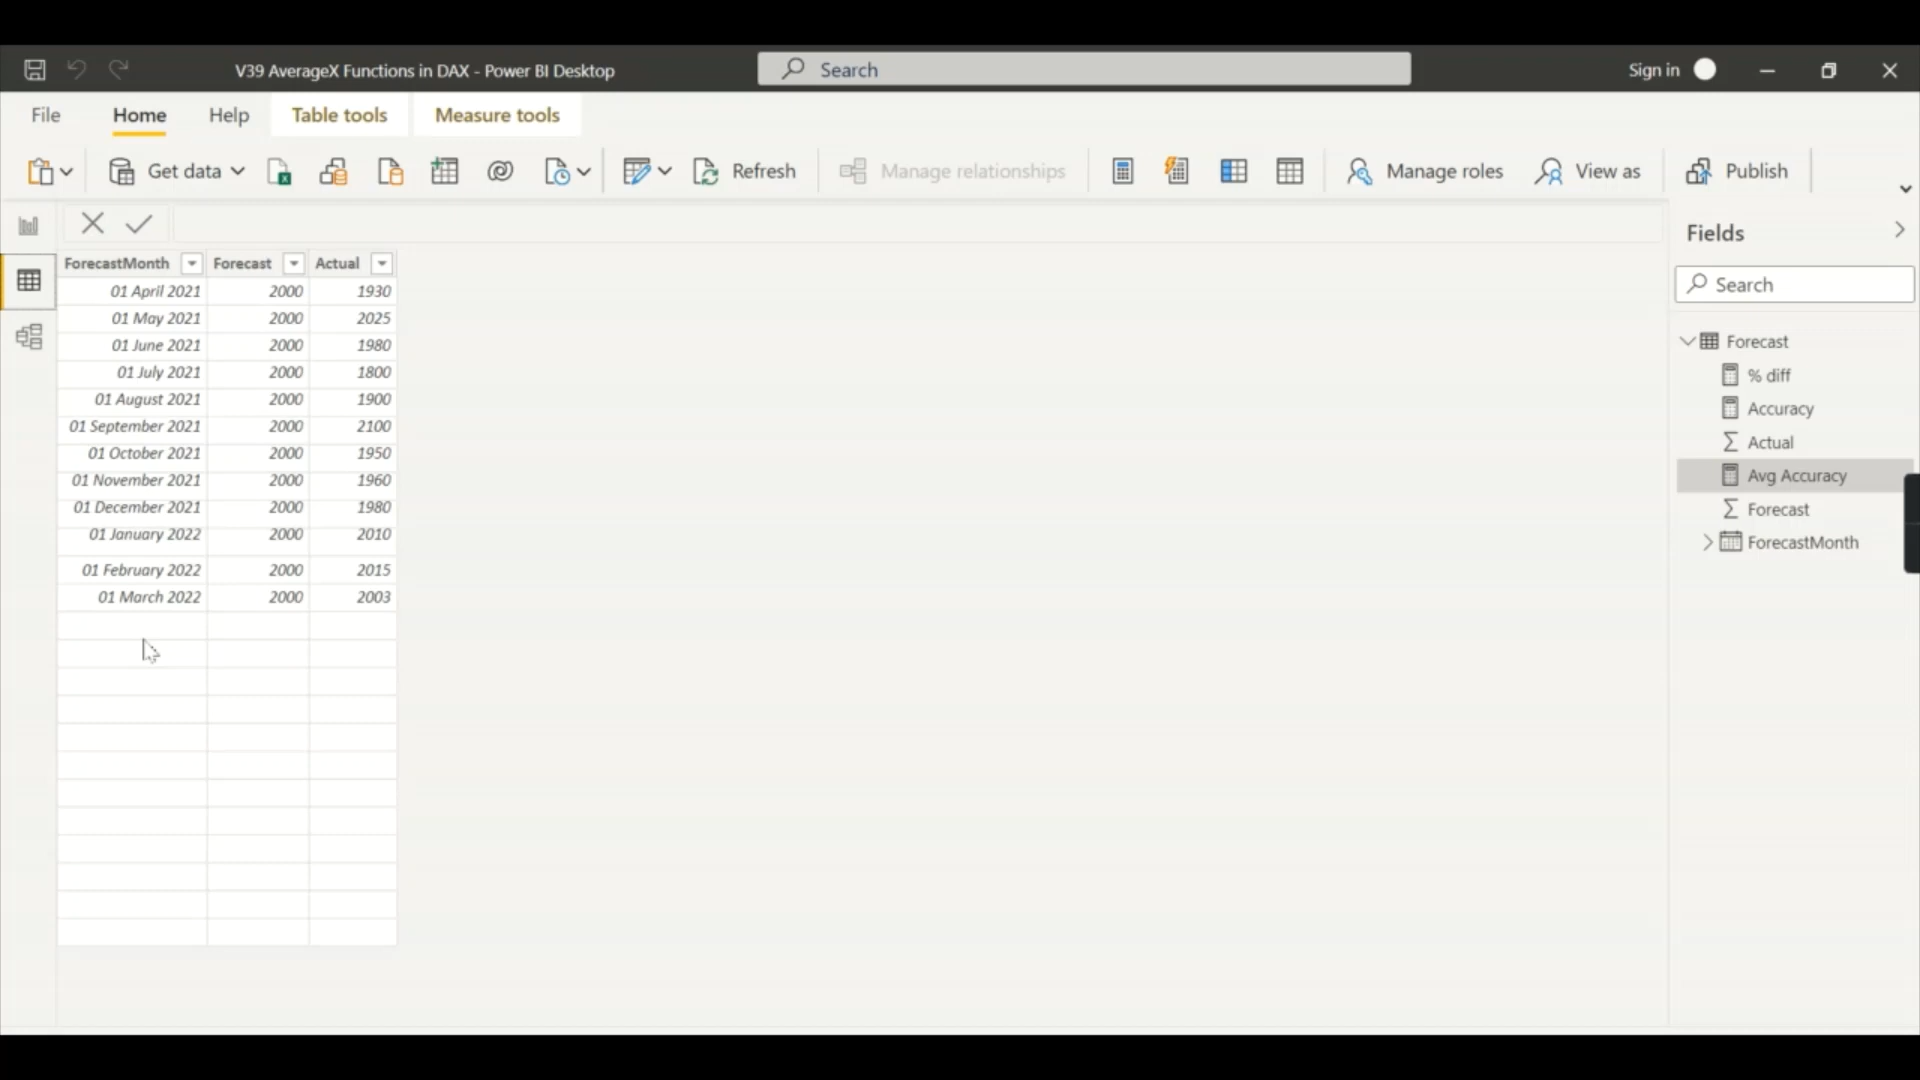 V39 AverageX Functions in DAX - Power BI Desktop
Search
Sign in
File Home Help Table tools Measure tools
Get data Refresh Manage relationships Manage roles View as Publish
ForecastMonth Forecast Actual
01 April 2021 2000 1930
01 May 2021 2000 2025
01 June 2021 2000 1980
01 July 2021 2000 1800
01 August 2021 2000 1900
01 September 2021 2000 2100
01 October 2021 2000 1950
01 November 2021 2000 1960
01 December 2021 2000 1980
01 January 2022 2000 2010
01 February 2022 2000 2015
01 March 2022 2000 2003
Fields
Search
Forecast
% diff
Accuracy
Actual
Avg Accuracy
Forecast
ForecastMonth